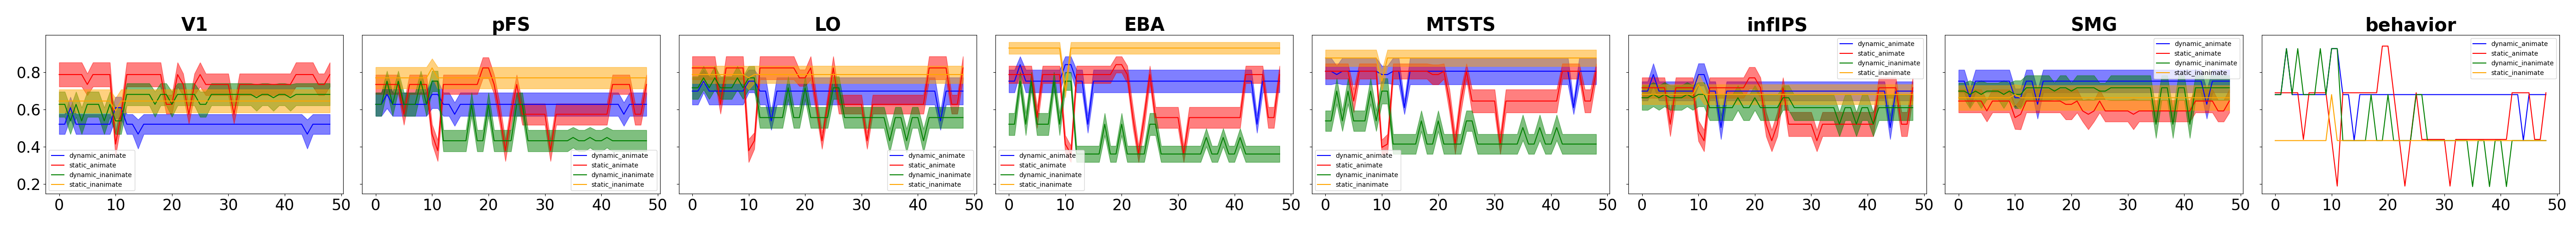 V1 pFS LO EBA MTSTS infIPS SMG behavior
0.8
0.6
0.4
0.2
dynamic_animate
static_animate
dynamic_inanimate
static_inanimate
0 10 20 30 40 50
dynamic_animate
static_animate
dynamic_inanimate
static_inanimate
0 10 20 30 40 50
dynamic_animate
static_animate
dynamic_inanimate
static_inanimate
0 10 20 30 40 50
dynamic_animate
static_animate
dynamic_inanimate
static_inanimate
0 10 20 30 40 50
dynamic_animate
static_animate
dynamic_inanimate
static_inanimate
0 10 20 30 40 50
dynamic_animate
static_animate
dynamic_inanimate
static_inanimate
0 10 20 30 40 50
dynamic_animate
static_animate
dynamic_inanimate
static_inanimate
0 10 20 30 40 50
dynamic_animate
static_animate
dynamic_inanimate
static_inanimate
0 10 20 30 40 50